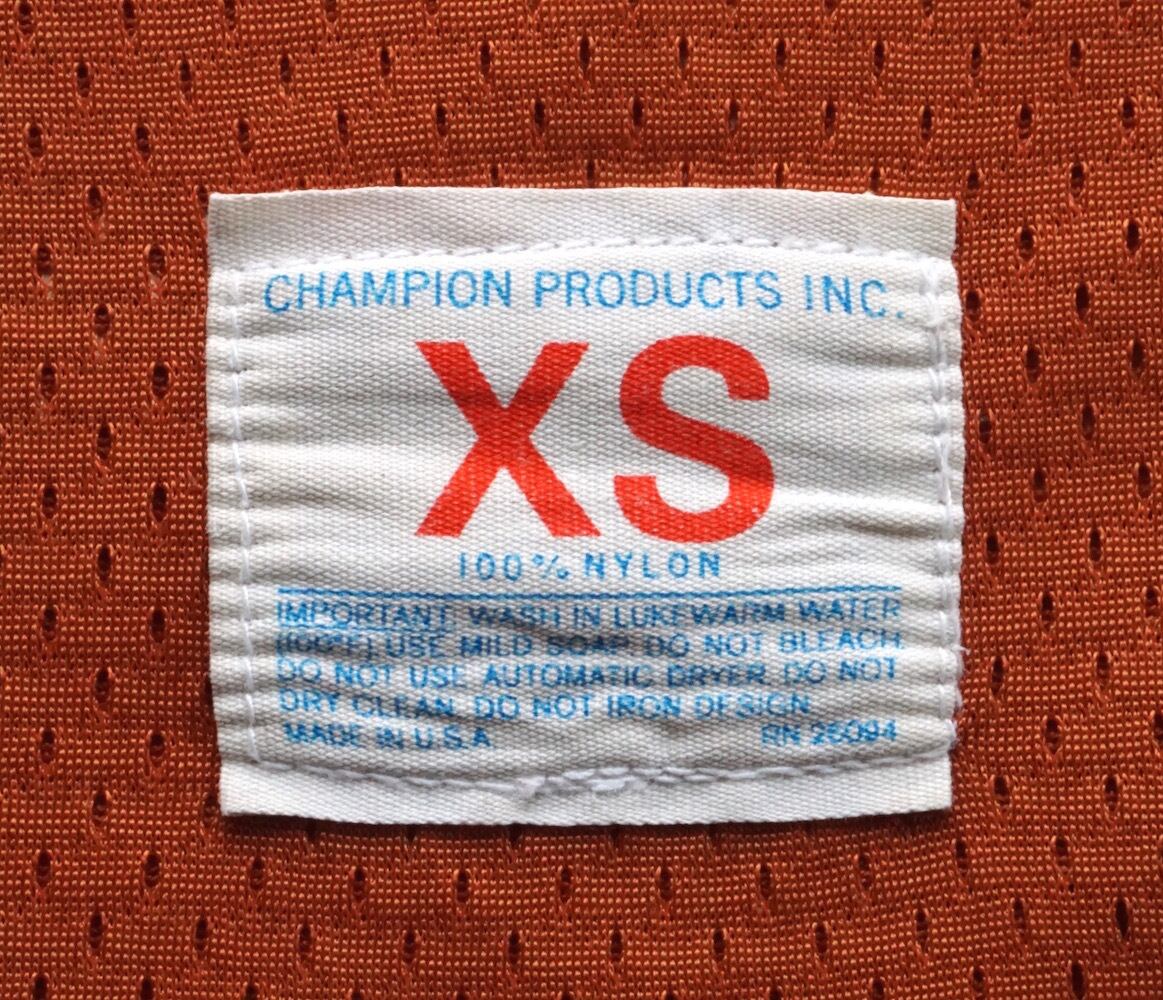 CHAMPION PRODUCTS INC.
XS
100% NYLON
IMPORTANT WASH IN LUKEWARM WATER
(100°F) USE MILD SOAP. DO NOT BLEACH.
DO NOT USE AUTOMATIC DRYER. DO NOT
DRY CLEAN. DO NOT IRON DESIGN.
MADE IN U.S.A. RN 26094